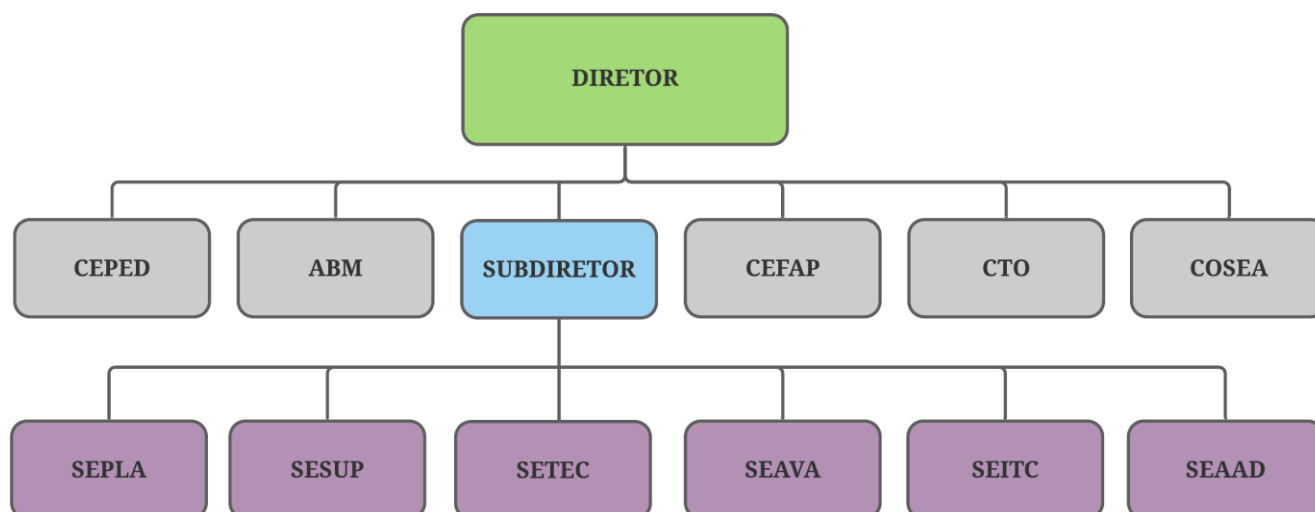 DIRETOR
CEPED
ABM
SUBDIRETOR
CEFAP
CTO
COSEA
SEPLA
SESUP
SETEC
SEAVA
SEITC
SEAAD